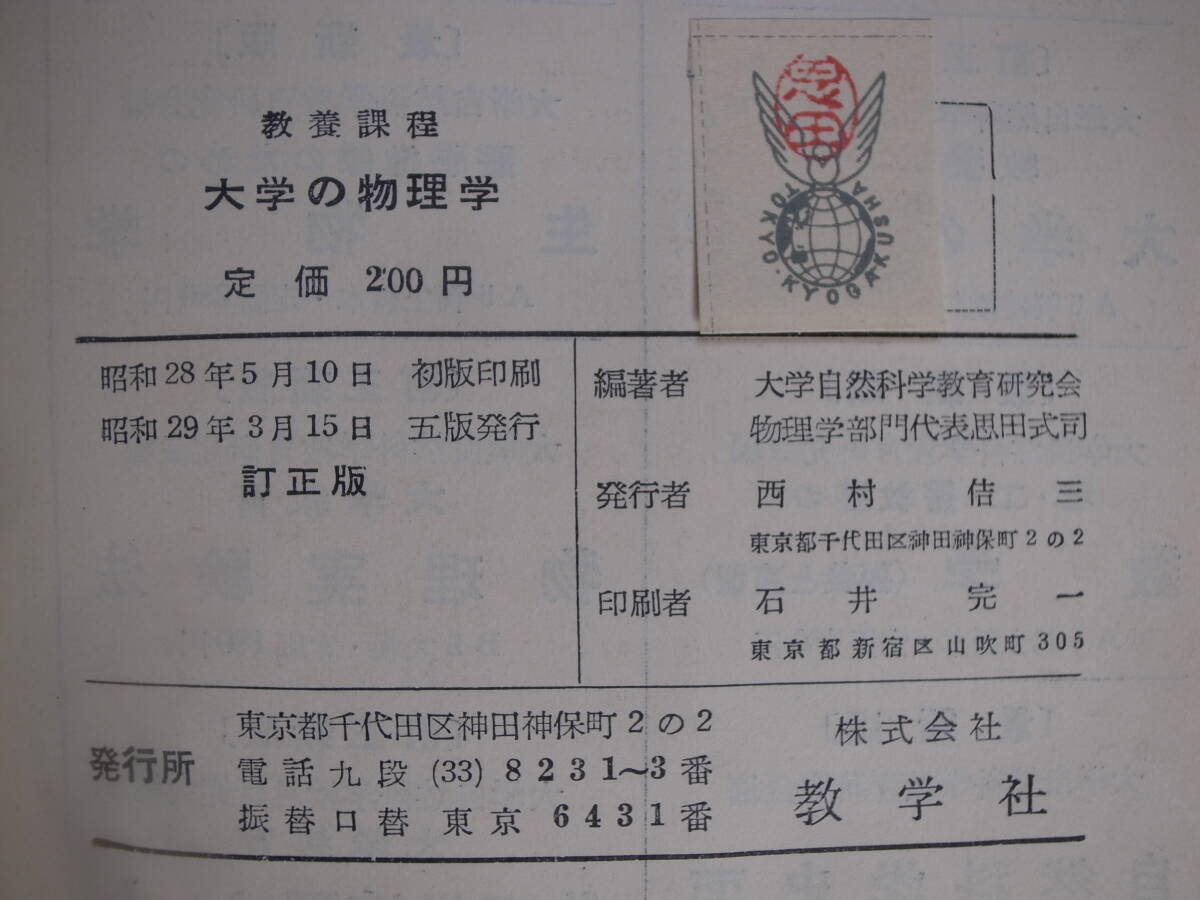 教養課程
大学の物理学
定価 200円
思田
TOKYO・KYOGAKUSHA
昭和28年5月10日 初版印刷
昭和29年3月15日 五版発行
訂正版
編著者 大学自然科学教育研究会
物理学部門代表思田式司
発行者 西村佶三
東京都千代田区神田神保町2の2
印刷者 石井完一
東京都新宿区山吹町305
発行所
東京都千代田区神田神保町2の2
電話九段(33)8231~3番
振替口替東京6431番
株式会社
教学社